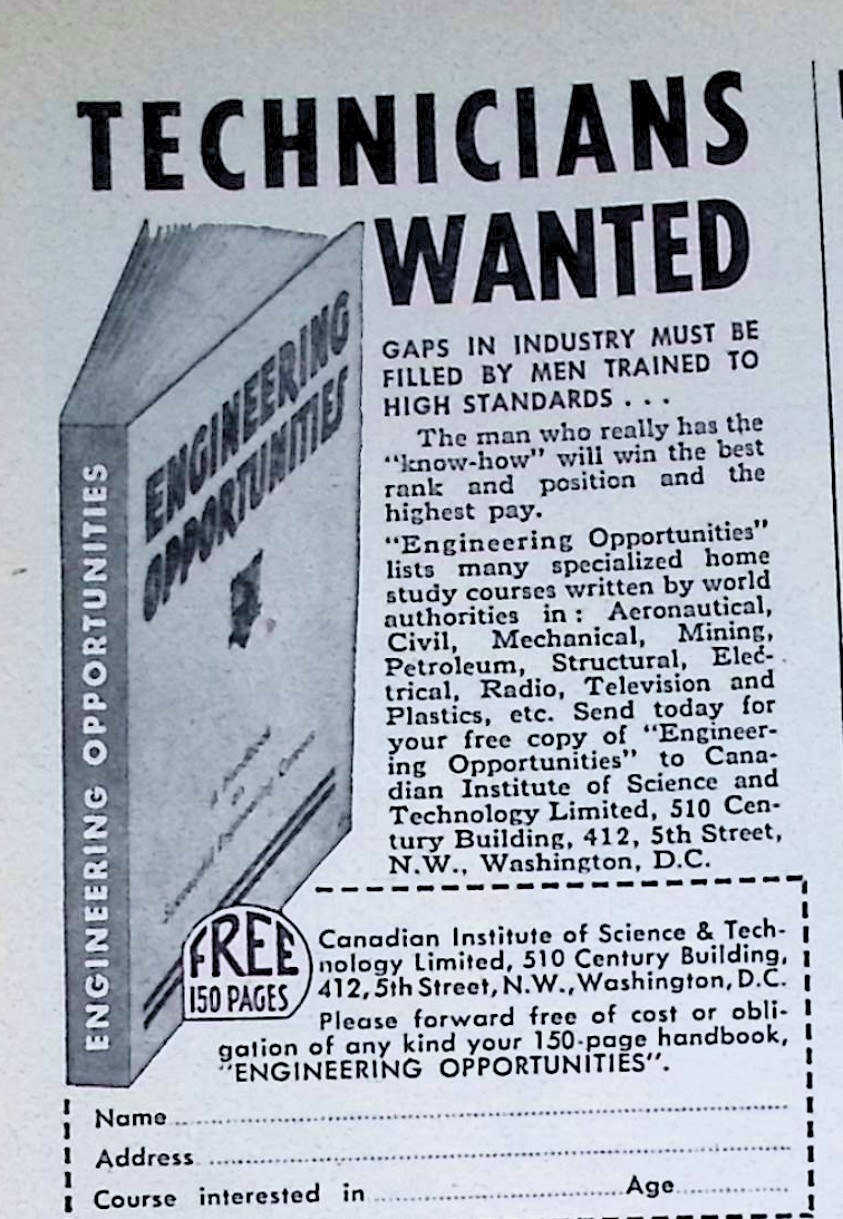 TECHNICIANS
WANTED
GAPS IN INDUSTRY MUST BE
FILLED BY MEN TRAINED TO
HIGH STANDARDS . . .
The man who really has the
"know-how" will win the best
rank and position and the
highest pay.
"Engineering Opportunities"
lists many specialized home
study courses written by world
authorities in: Aeronautical,
Civil, Mechanical, Mining,
Petroleum, Structural, Elec-
trical, Radio, Television and
Plastics, etc. Send today for
your free copy of "Engineer-
ing Opportunities" to Cana-
dian Institute of Science and
Technology Limited, 510 Cen-
tury Building, 412, 5th Street,
N.W., Washington, D.C.
ENGINEERING OPPORTUNITIES
ENGINEERING
OPPORTUNITIES
A Handbook
on
Successful Engineering Careers
FREE
150 PAGES
Canadian Institute of Science & Tech-
nology Limited, 510 Century Building,
412, 5th Street, N.W., Washington, D.C.
Please forward free of cost or obli-
gation of any kind your 150-page handbook,
"ENGINEERING OPPORTUNITIES".
Name
Address
Course interested in Age